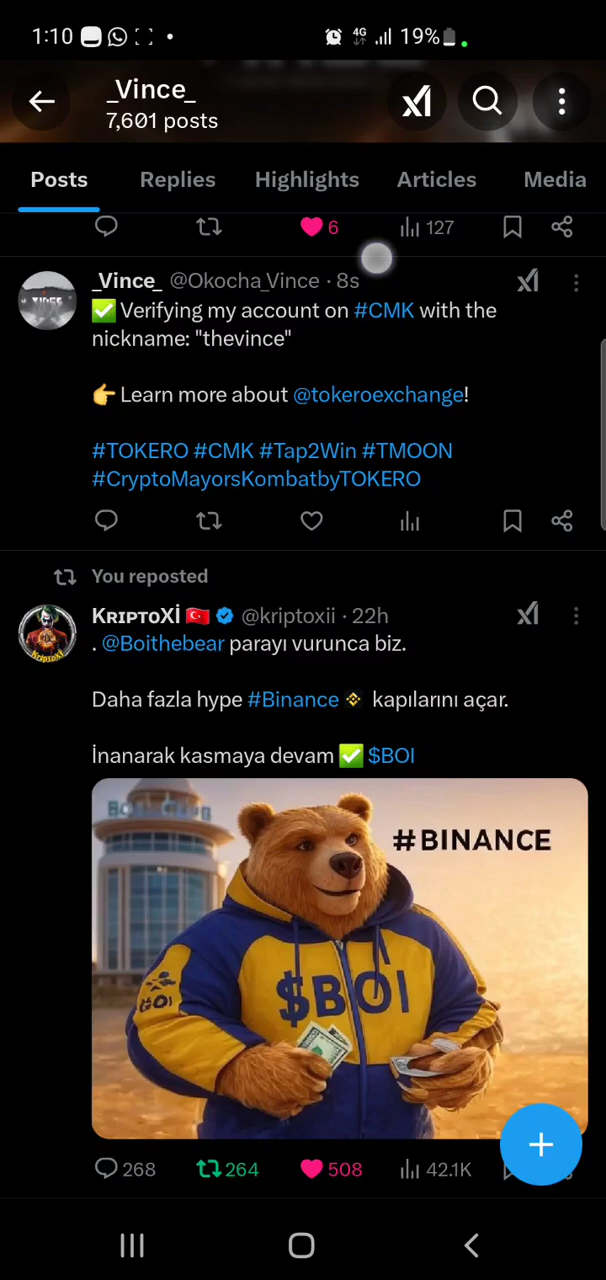 1:10
4G
19%
_Vince_
7,601 posts
Posts Replies Highlights Articles Media
6 127
_Vince_ @Okocha_Vince · 8s
✅ Verifying my account on #CMK with the
nickname: "thevince"
👉 Learn more about @tokeroexchange!
#TOKERO #CMK #Tap2Win #TMOON
#CryptoMayorsKombatbyTOKERO
You reposted
KʀɪᴘᴛᴏXİ 🇹🇷 @kriptoxii · 22h
. @Boithebear parayı vurunca biz.
Daha fazla hype #Binance kapılarını açar.
İnanarak kasmaya devam ✅ $BOI
#BINANCE
$BOI
BOI
268 264 508 42.1K